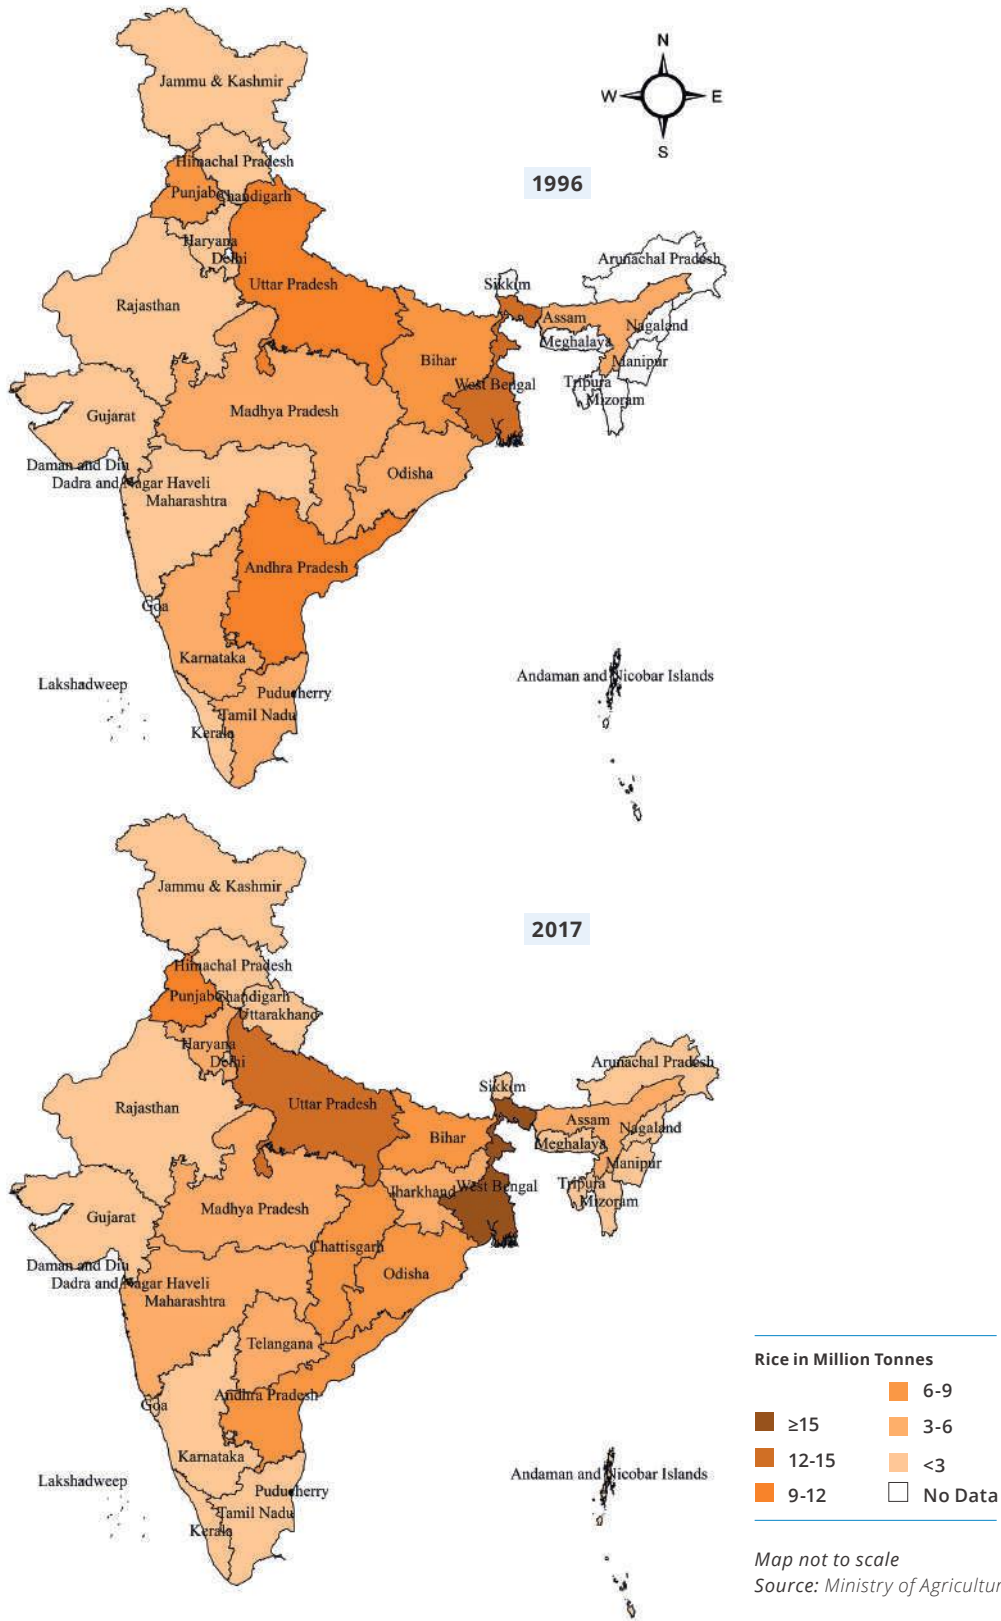 N
W E
S
1996
Jammu & Kashmir
Himachal Pradesh
Punjab Chandigarh
Haryana
Delhi
Uttar Pradesh
Rajasthan
Arunachal Pradesh
Sikkim
Assam
Nagaland
Meghalaya
Manipur
Tripura
Mizoram
Bihar
West Bengal
Madhya Pradesh
Gujarat
Odisha
Daman and Diu
Dadra and Nagar Haveli
Maharashtra
Andhra Pradesh
Goa
Karnataka
Lakshadweep
Puducherry
Tamil Nadu
Kerala
Andaman and Nicobar Islands
2017
Jammu & Kashmir
Himachal Pradesh
Punjab Chandigarh
Uttarakhand
Haryana
Delhi
Uttar Pradesh
Rajasthan
Arunachal Pradesh
Sikkim
Assam
Nagaland
Meghalaya
Manipur
Tripura
Mizoram
Bihar
Jharkhand West Bengal
Madhya Pradesh
Gujarat
Chattisgarh
Odisha
Daman and Diu
Dadra and Nagar Haveli
Maharashtra
Telangana
Andhra Pradesh
Goa
Karnataka
Lakshadweep
Puducherry
Tamil Nadu
Kerala
Andaman and Nicobar Islands
Rice in Million Tonnes
≥15
12-15
9-12
6-9
3-6
<3
No Data
Map not to scale
Source: Ministry of Agricultur